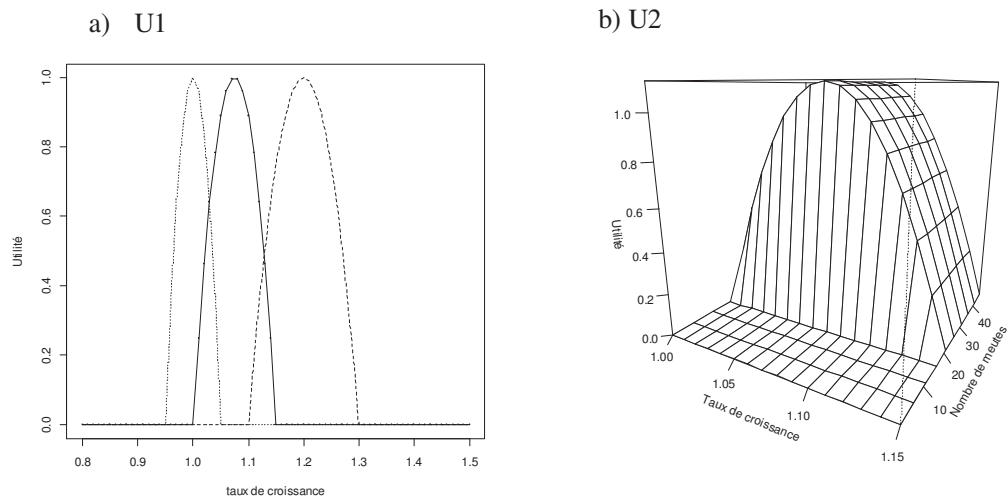 a) U1
1.0
0.8
0.6
0.4
0.2
0.0
Utilité
0.8 0.9 1.0 1.1 1.2 1.3 1.4 1.5
taux de croissance
b) U2
1.0
0.8
0.6
0.4
0.2
0.0
Utilité
1.00
1.05
1.10
1.15
Taux de croissance
10
20
30
40
Nombre de meutes